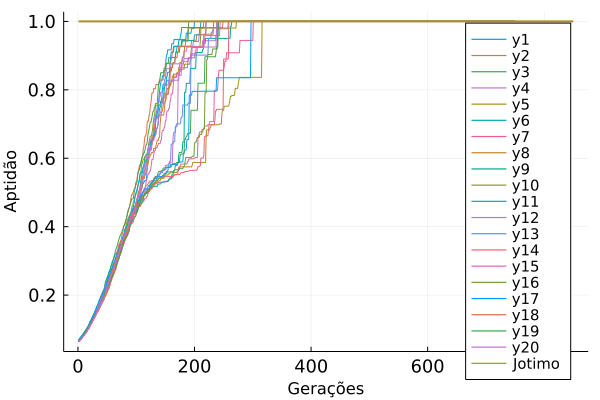 1.0
0.8
0.6
0.4
0.2
Aptidão
0
200
400
600
Gerações
y1
y2
y3
y4
y5
y6
y7
y8
y9
y10
y11
y12
y13
y14
y15
y16
y17
y18
y19
y20
Jotimo